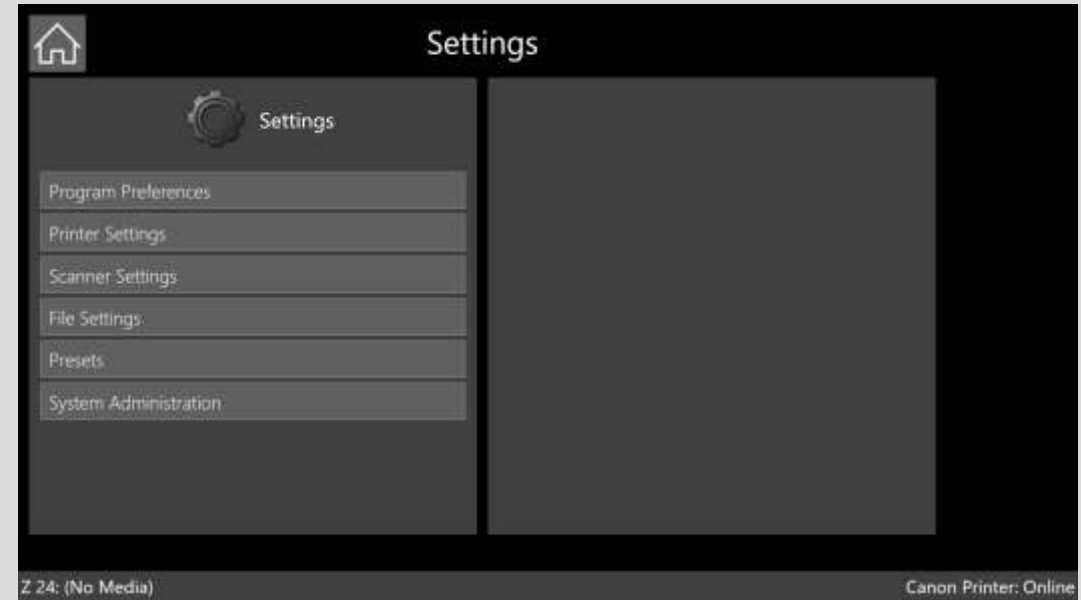 Settings
Settings
Program Preferences
Printer Settings
Scanner Settings
File Settings
Presets
System Administration
Z 24: (No Media)
Canon Printer: Online